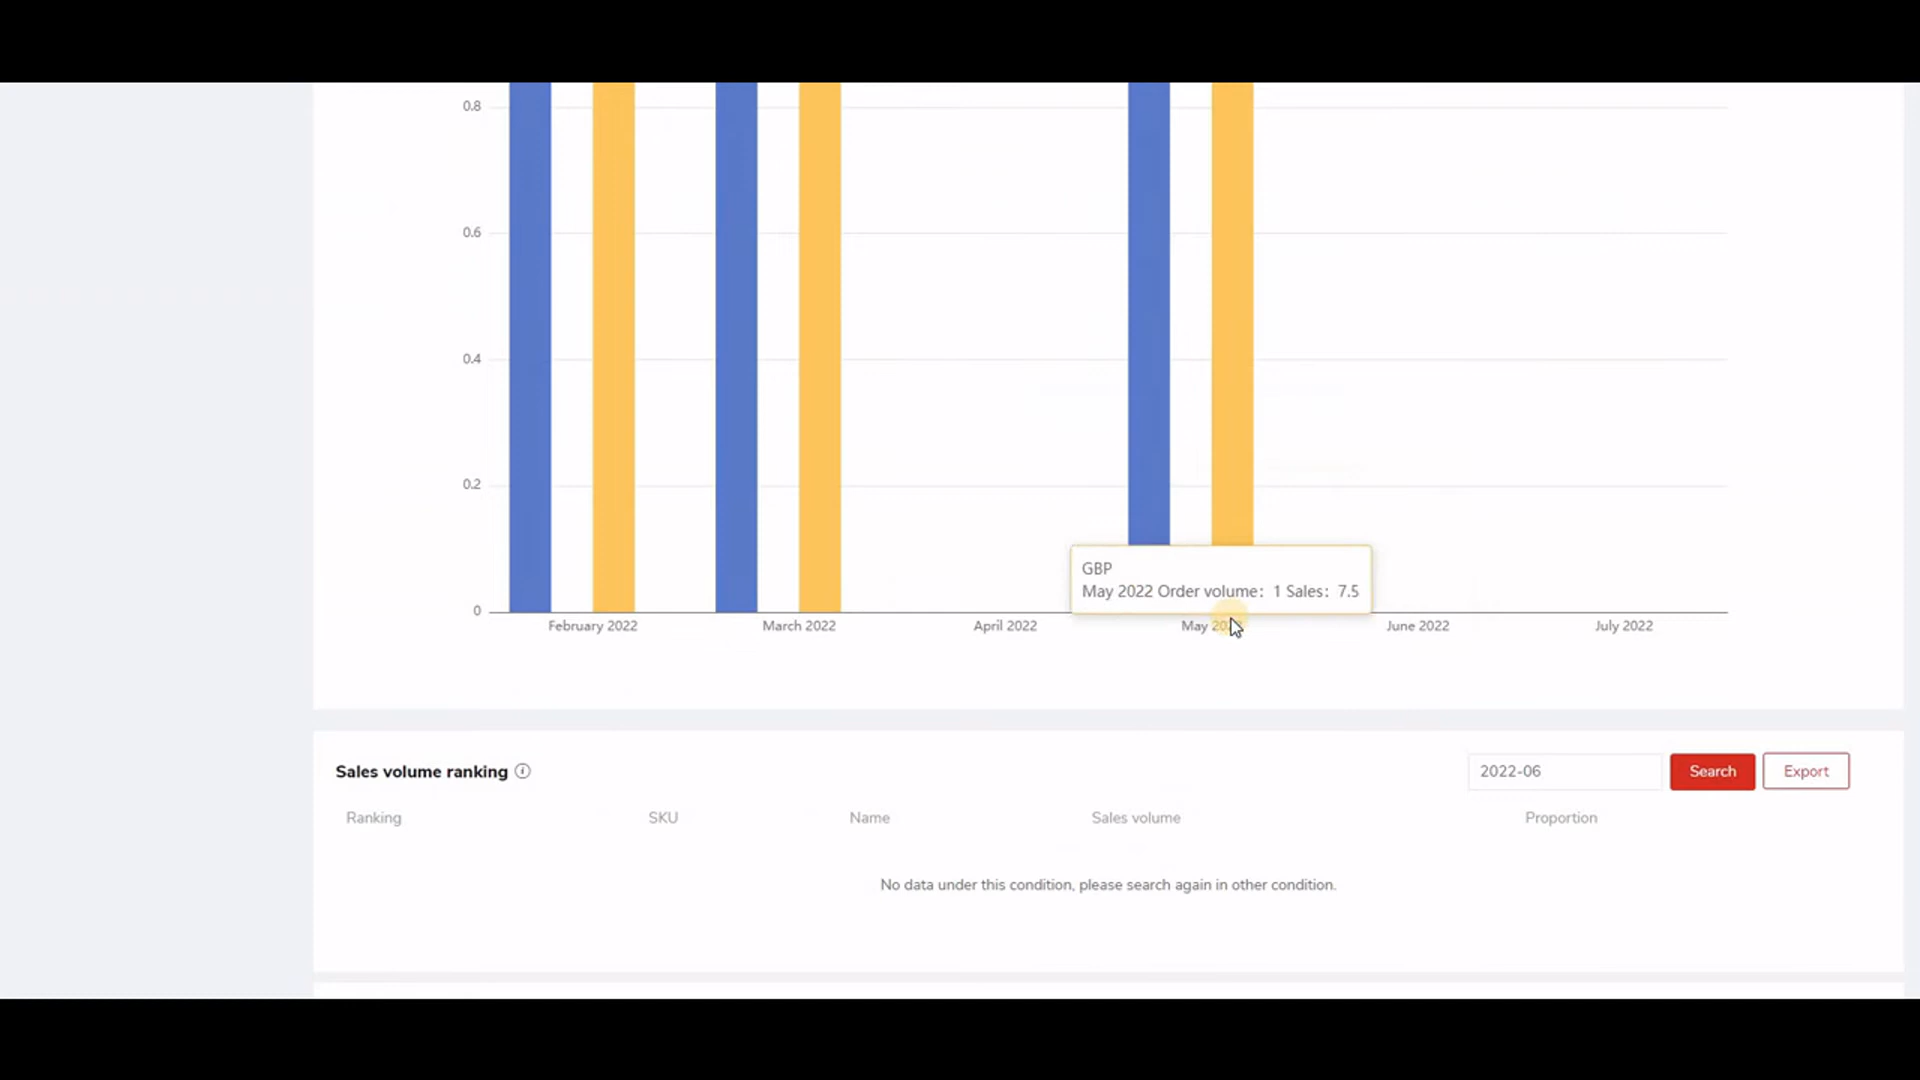 0.8
0.6
0.4
0.2
0
GBP
May 2022 Order volume: 1 Sales: 7.5
February 2022 March 2022 April 2022 May June 2022 July 2022
Sales volume ranking
2022-06 Search Export
Ranking SKU Name Sales volume Proportion
No data under this condition, please search again in other condition.